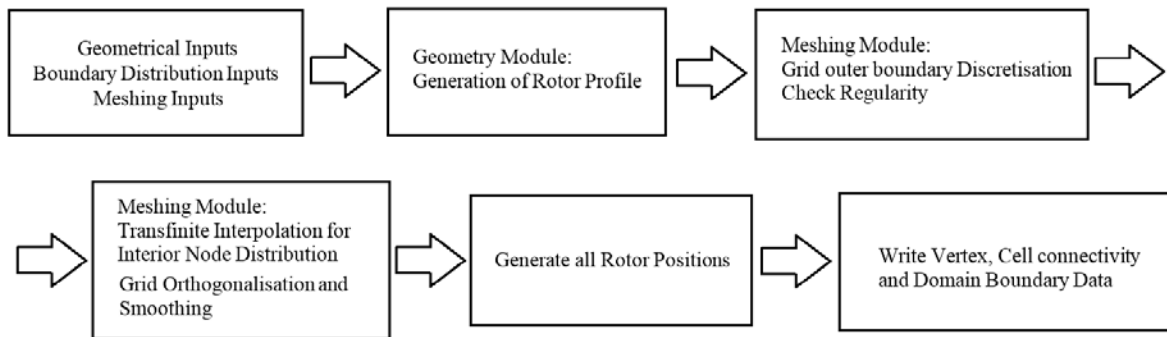 Geometrical Inputs
Boundary Distribution Inputs
Meshing Inputs
Geometry Module:
Generation of Rotor Profile
Meshing Module:
Grid outer boundary Discretisation
Check Regularity
Meshing Module:
Transfinite Interpolation for
Interior Node Distribution
Grid Orthogonalisation and
Smoothing
Generate all Rotor Positions
Write Vertex, Cell connectivity
and Domain Boundary Data